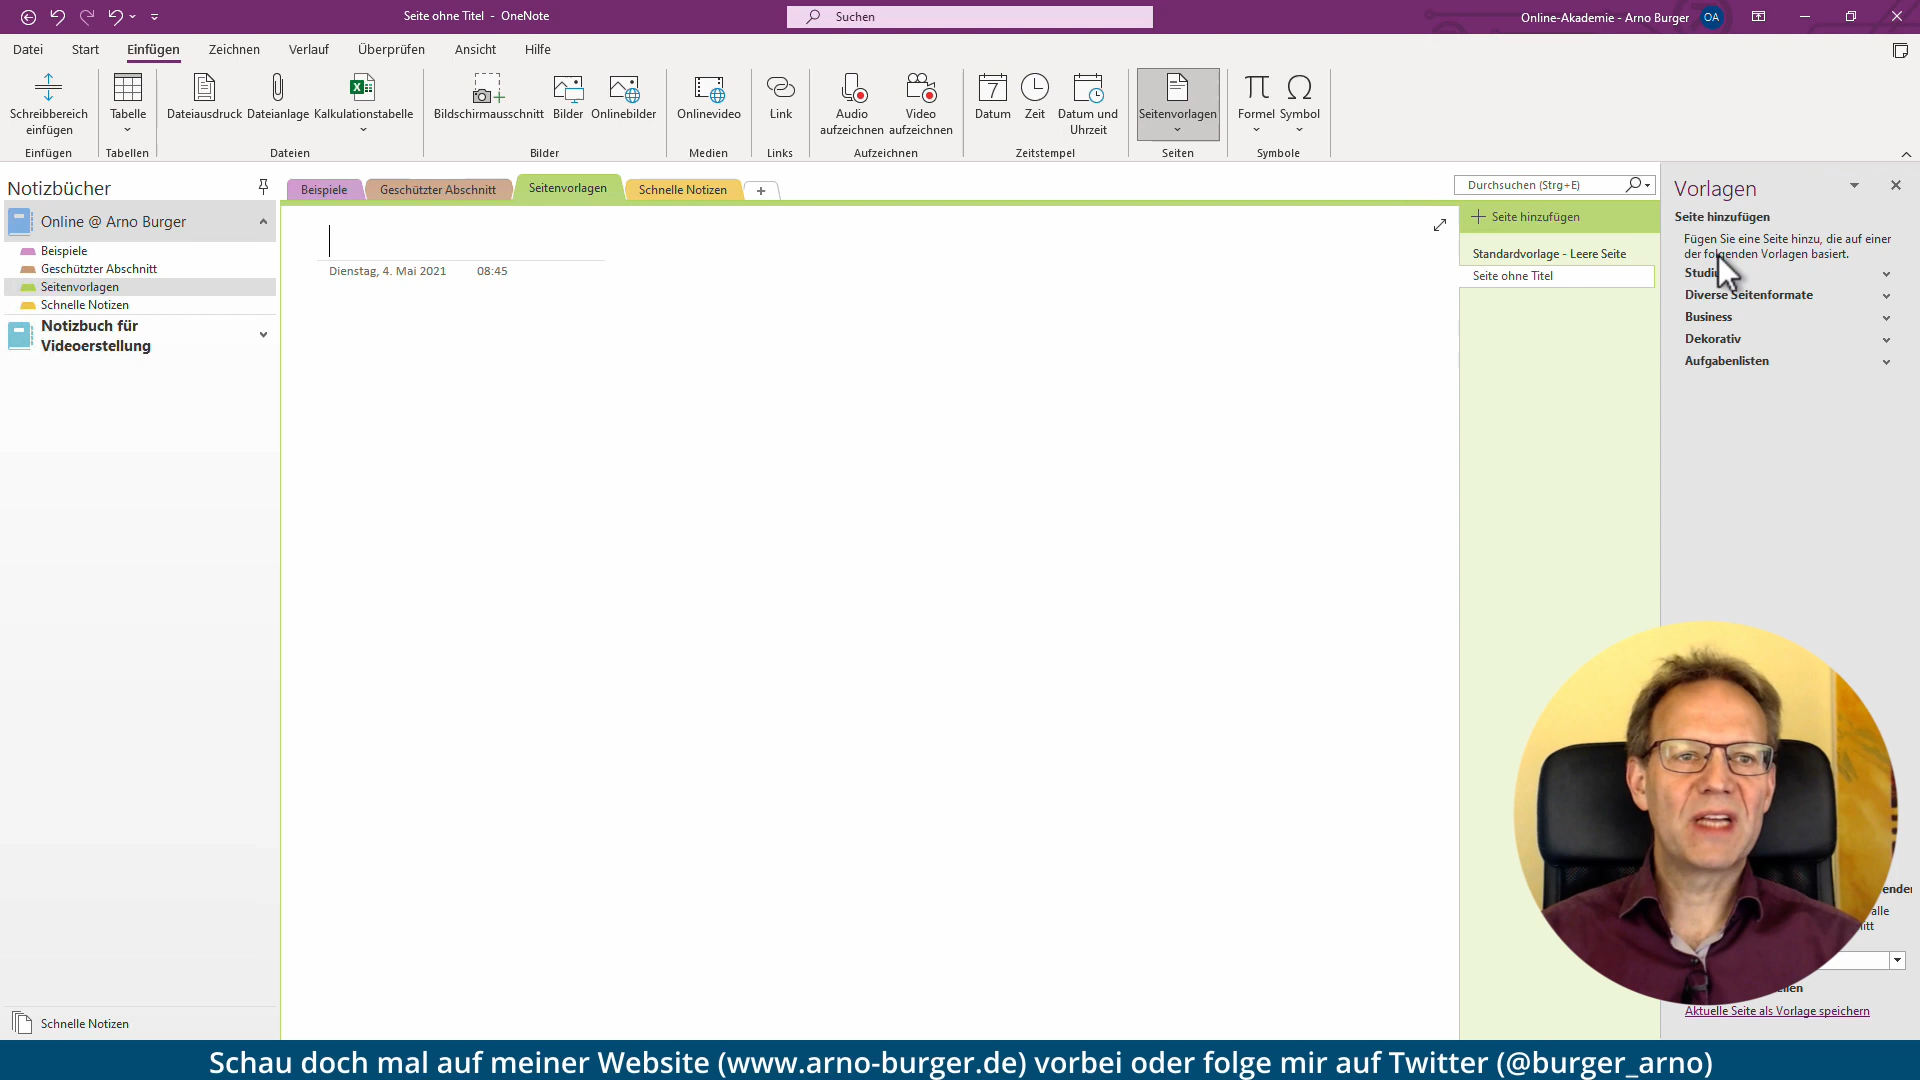 Seite ohne Titel - OneNote
Suchen
Online-Akademie - Arno Burger
OA
Datei
Start
Einfügen
Zeichnen
Verlauf
Überprüfen
Ansicht
Hilfe
Schreibbereich einfügen
Tabelle
Dateiausdruck
Dateianlage
Kalkulationstabelle
Bildschirmausschnitt
Bilder
Onlinebilder
Onlinevideo
Link
Audio aufzeichnen
Video aufzeichnen
7
Datum
Zeit
Datum und Uhrzeit
Seitenvorlagen
π
Formel
Ω
Symbol
Einfügen
Tabellen
Dateien
Bilder
Medien
Links
Aufzeichnen
Zeitstempel
Seiten
Symbole
Notizbücher
Online @ Arno Burger
Beispiele
Geschützter Abschnitt
Seitenvorlagen
Schnelle Notizen
Notizbuch für
Videoerstellung
Schnelle Notizen
Beispiele
Geschützter Abschnitt
Seitenvorlagen
Schnelle Notizen
+
Durchsuchen (Strg+E)
Dienstag, 4. Mai 2021
08:45
Seite hinzufügen
Standardvorlage - Leere Seite
Seite ohne Titel
Vorlagen
Seite hinzufügen
Fügen Sie eine Seite hinzu, die auf einer
der folgenden Vorlagen basiert.
Diverse Seitenformate
Business
Dekorativ
Aufgabenlisten
alle
Aktuelle Seite als Vorlage speichern
Schau doch mal auf meiner Website (www.arno-burger.de) vorbei oder folge mir auf Twitter (@burger_arno)